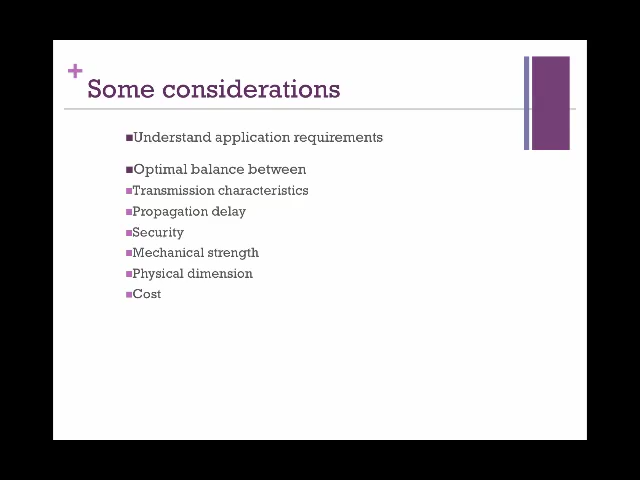 +
Some considerations
Understand application requirements
Optimal balance between
Transmission characteristics
Propagation delay
Security
Mechanical strength
Physical dimension
Cost